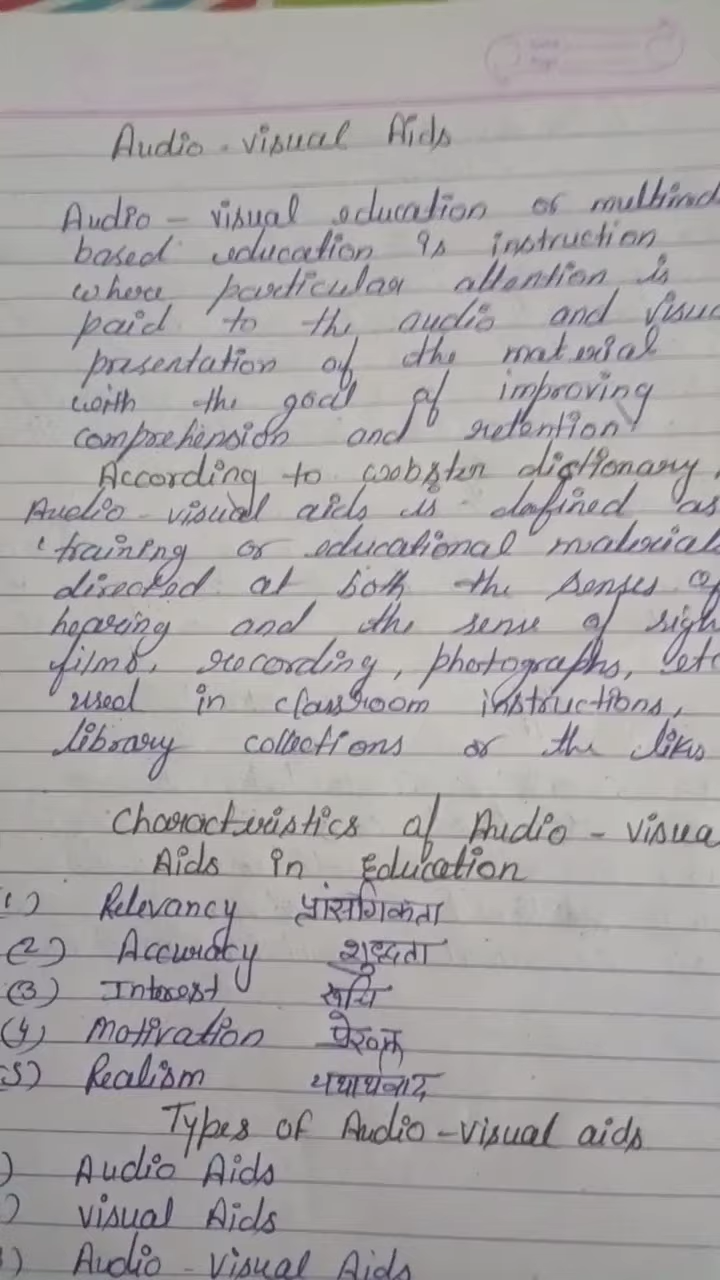 Audio - visual Aids
Audio - visual education or multimed
based education is instruction
where particular attention is
paid to the audio and visu
presentation of the material
with the goal of improving
comprehension and retention
According to webster dictionary,
Audio - visual aids is defined as
'training or educational material
directed at both the senses of
hearing and the sense of sigh
films, recording, photographs, etc
used in classroom instructions,
library collections or the likes
Characteristics of Audio - visua
Aids in Education
1) Relevancy प्रांसगिकता
(2) Accuracy शुद्धता
(3) Interest रूचि
(4) Motivation
5) Realism यथार्थवाद
Types of Audio - visual aids
) Audio Aids
) visual Aids
) Audio - visual Aids